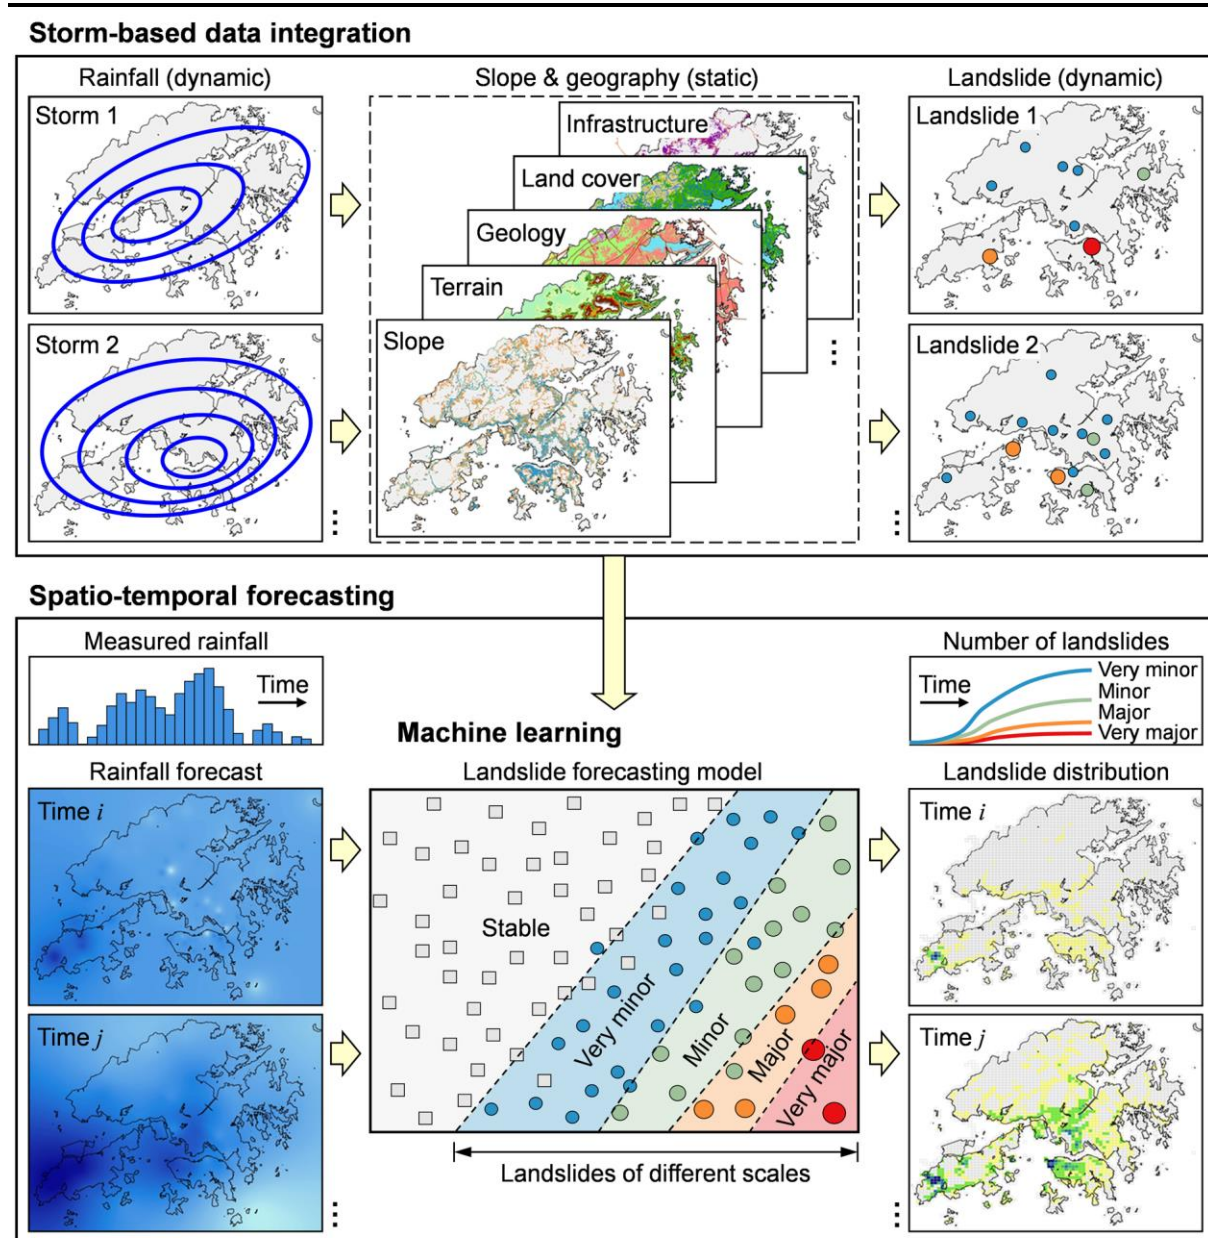 Storm-based data integration
Rainfall (dynamic)
Slope & geography (static)
Landslide (dynamic)
Storm 1
Infrastructure
Land cover
Geology
Terrain
Slope
Landslide 1
Storm 2
Landslide 2
Spatio-temporal forecasting
Measured rainfall
Time
Number of landslides
Time
Very minor
Minor
Major
Very major
Machine learning
Rainfall forecast
Landslide forecasting model
Landslide distribution
Time i
Stable
Very minor
Minor
Major
Very major
Time i
Time j
Time j
Landslides of different scales